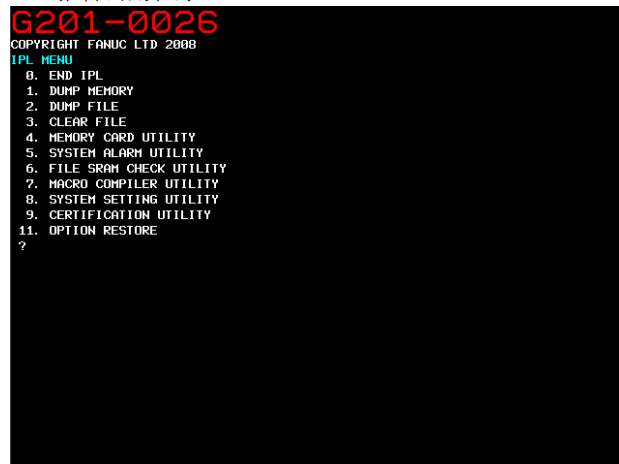 G201-0026
COPYRIGHT FANUC LTD 2008
IPL MENU
0. END IPL
1. DUMP MEMORY
2. DUMP FILE
3. CLEAR FILE
4. MEMORY CARD UTILITY
5. SYSTEM ALARM UTILITY
6. FILE SRAM CHECK UTILITY
7. MACRO COMPILER UTILITY
8. SYSTEM SETTING UTILITY
9. CERTIFICATION UTILITY
11. OPTION RESTORE
?